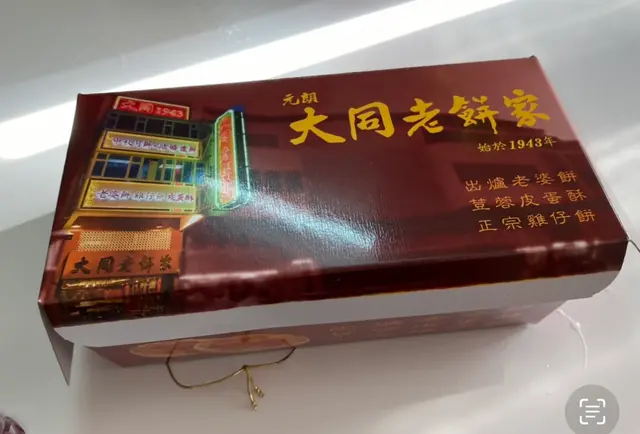 元朗
大同老餅家
始於1943年
出爐老婆餅
荳蓉皮蛋酥
正宗雞仔餅
大同1943
大同老餅家